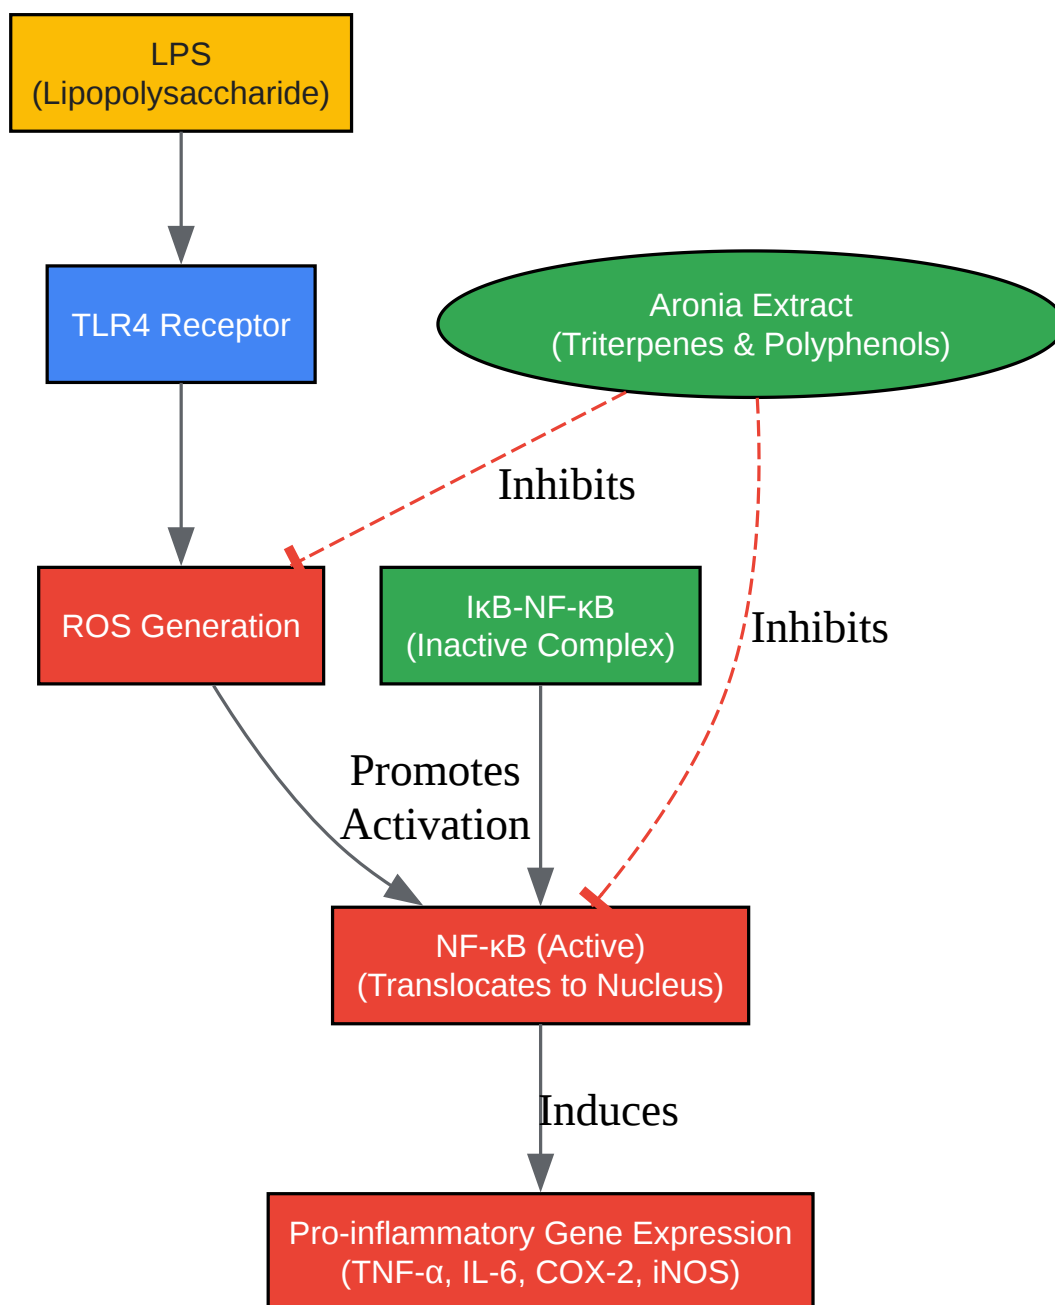 LPS
(Lipopolysaccharide)
TLR4 Receptor
Aronia Extract
(Triterpenes & Polyphenols)
Inhibits
ROS Generation
IκB-NF-κB
(Inactive Complex)
Inhibits
Promotes
Activation
NF-κB (Active)
(Translocates to Nucleus)
Induces
Pro-inflammatory Gene Expression
(TNF-α, IL-6, COX-2, iNOS)